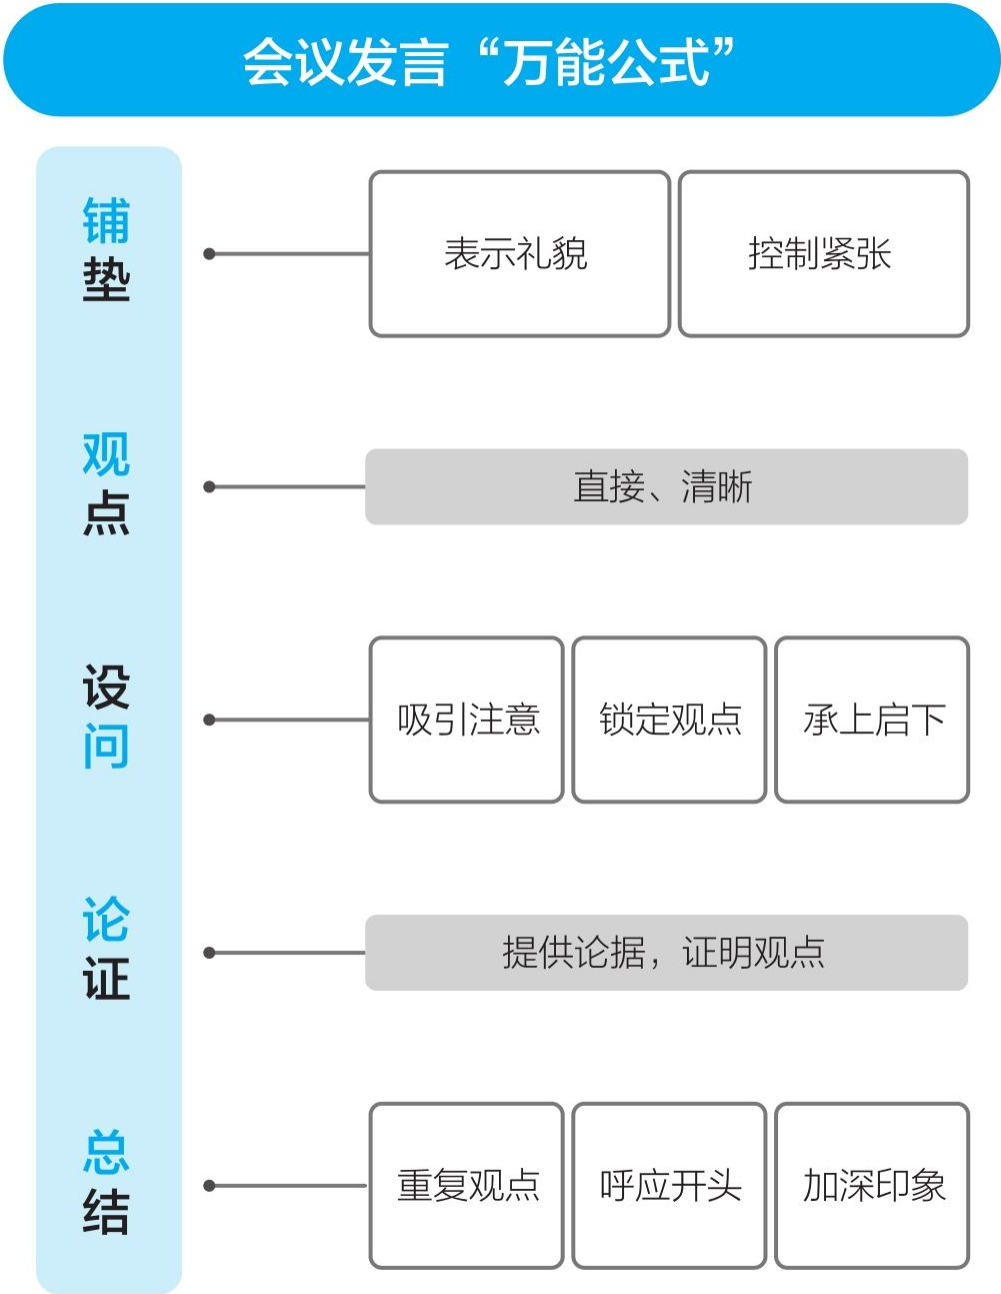 会议发言“万能公式”
铺垫
表示礼貌
控制紧张
观点
直接、清晰
设问
吸引注意
锁定观点
承上启下
论证
提供论据，证明观点
总结
重复观点
呼应开头
加深印象